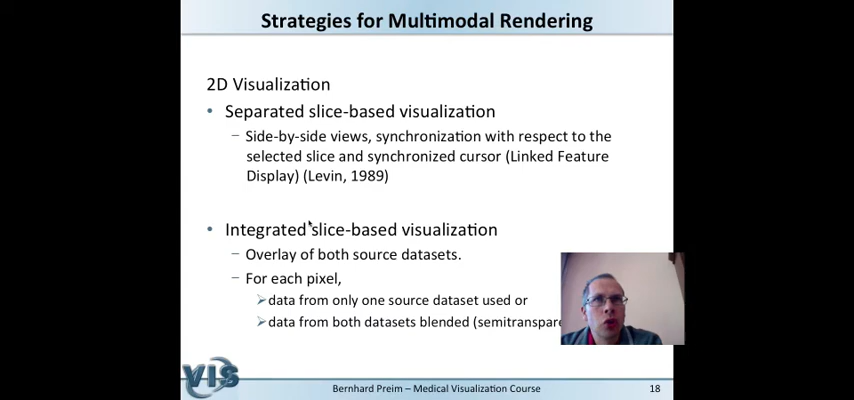 Strategies for Multimodal Rendering
2D Visualization
• Separated slice-based visualization
– Side-by-side views, synchronization with respect to the
selected slice and synchronized cursor (Linked Feature
Display) (Levin, 1989)
• Integrated slice-based visualization
– Overlay of both source datasets.
– For each pixel,
➢data from only one source dataset used or
➢data from both datasets blended
VIS
Bernhard Preim – Medical Visualization Course
18